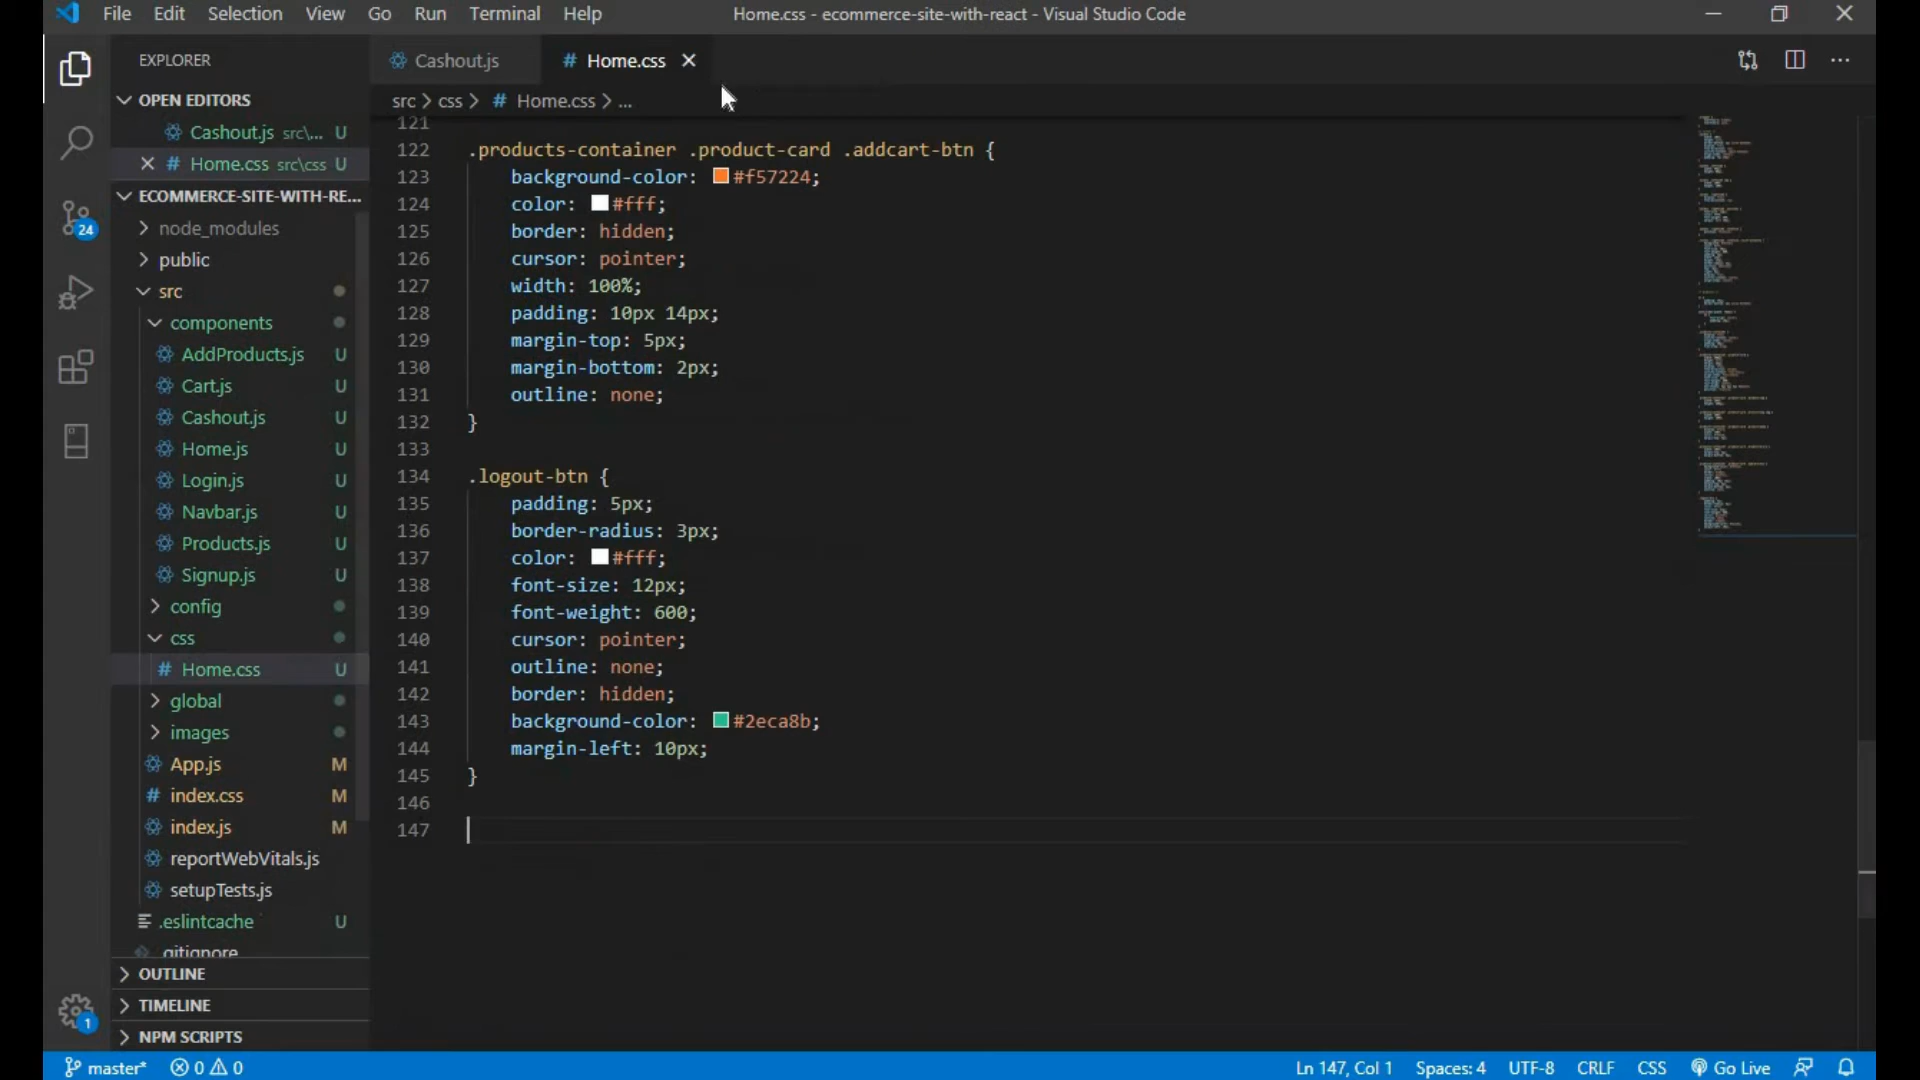 File Edit Selection View Go Run Terminal Help Home.css - ecommerce-site-with-react - Visual Studio Code
EXPLORER
OPEN EDITORS
Cashout.js src\... U
Home.css src\css U
ECOMMERCE-SITE-WITH-RE...
node_modules
public
src
components
AddProducts.js U
Cart.js U
Cashout.js U
Home.js U
Login.js U
Navbar.js U
Products.js U
Signup.js U
config
css
# Home.css U
global
images
App.js M
# index.css M
index.js M
reportWebVitals.js
setupTests.js
.eslintcache U
.gitignore
OUTLINE
TIMELINE
NPM SCRIPTS
24
1
Cashout.js # Home.css
src > css > # Home.css > ...
121
122 .products-container .product-card .addcart-btn {
123 background-color: #f57224;
124 color: #fff;
125 border: hidden;
126 cursor: pointer;
127 width: 100%;
128 padding: 10px 14px;
129 margin-top: 5px;
130 margin-bottom: 2px;
131 outline: none;
132 }
133
134 .logout-btn {
135 padding: 5px;
136 border-radius: 3px;
137 color: #fff;
138 font-size: 12px;
139 font-weight: 600;
140 cursor: pointer;
141 outline: none;
142 border: hidden;
143 background-color: #2eca8b;
144 margin-left: 10px;
145 }
146
147
master* 0 0 Ln 147, Col 1 Spaces: 4 UTF-8 CRLF CSS Go Live